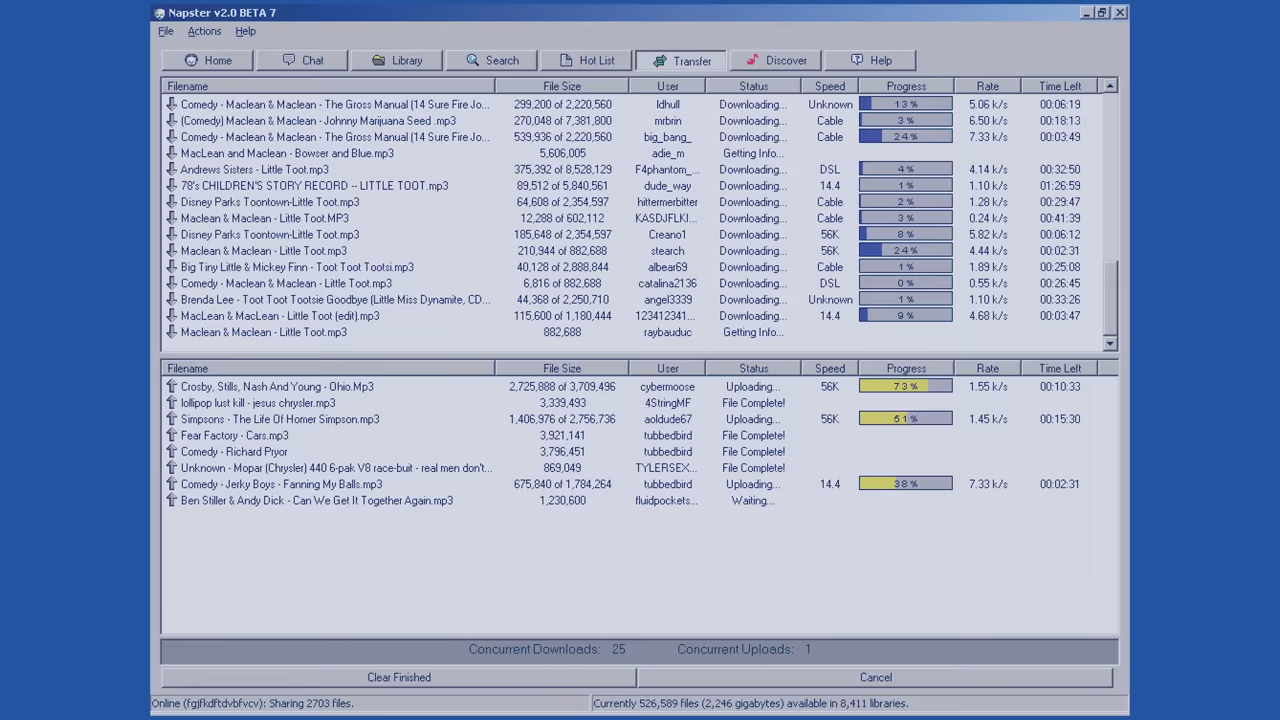 Napster v2.0 BETA 7
File Actions Help
Home Chat Library Search Hot List Transfer Discover Help
Filename File Size User Status Speed Progress Rate Time Left
Comedy - Maclean & Maclean - The Gross Manual (14 Sure Fire Jo... 299,200 of 2,220,560 ldhull Downloading... Unknown 13% 5.06 k/s 00:06:19
(Comedy) Maclean & Maclean - Johnny Marijuana Seed .mp3 270,048 of 7,381,800 mrbrin Downloading... Cable 3% 6.50 k/s 00:18:13
Comedy - Maclean & Maclean - The Gross Manual (14 Sure Fire Jo... 539,936 of 2,220,560 big_bang_ Downloading... Cable 24% 7.33 k/s 00:03:49
MacLean and Maclean - Bowser and Blue.mp3 5,606,005 adie_m Getting Info...
Andrews Sisters - Little Toot.mp3 375,392 of 8,528,129 F4phantom_... Downloading... DSL 4% 4.14 k/s 00:32:50
78's CHILDREN'S STORY RECORD -- LITTLE TOOT.mp3 89,512 of 5,840,561 dude_way Downloading... 14.4 1% 1.10 k/s 01:26:59
Disney Parks Toontown-Little Toot.mp3 64,608 of 2,354,597 hittermerbitter Downloading... Cable 2% 1.28 k/s 00:29:47
Maclean & Maclean - Little Toot.MP3 12,288 of 602,112 KASDJFLKI... Downloading... Cable 3% 0.24 k/s 00:41:39
Disney Parks Toontown-Little Toot.mp3 185,648 of 2,354,597 Creano1 Downloading... 56K 8% 5.82 k/s 00:06:12
Maclean & Maclean - Little Toot.mp3 210,944 of 882,688 stearch Downloading... 56K 24% 4.44 k/s 00:02:31
Big Tiny Little & Mickey Finn - Toot Toot Tootsi.mp3 40,128 of 2,888,844 albear69 Downloading... Cable 1% 1.89 k/s 00:25:08
Comedy - Maclean & Maclean - Little Toot.mp3 6,816 of 882,688 catalina2136 Downloading... DSL 0% 0.55 k/s 00:26:45
Brenda Lee - Toot Toot Tootsie Goodbye (Little Miss Dynamite, CD... 44,368 of 2,250,710 angel3339 Downloading... Unknown 1% 1.10 k/s 00:33:26
MacLean & MacLean - Little Toot (edit).mp3 115,600 of 1,180,444 123412341... Downloading... 14.4 9% 4.68 k/s 00:03:47
Maclean & Maclean - Little Toot.mp3 882,688 raybauduc Getting Info...
Filename File Size User Status Speed Progress Rate Time Left
Crosby, Stills, Nash And Young - Ohio.Mp3 2,725,888 of 3,709,496 cybermoose Uploading... 56K 73% 1.55 k/s 00:10:33
lollipop lust kill - jesus chrysler.mp3 3,339,493 4StringMF File Complete!
Simpsons - The Life Of Homer Simpson.mp3 1,406,976 of 2,756,736 aoldude67 Uploading... 56K 51% 1.45 k/s 00:15:30
Fear Factory - Cars.mp3 3,921,141 tubbedbird File Complete!
Comedy - Richard Pryor 3,796,451 tubbedbird File Complete!
Unknown - Mopar (Chrysler) 440 6-pak V8 race-buit - real men don't... 869,049 TYLERSEX... File Complete!
Comedy - Jerky Boys - Fanning My Balls.mp3 675,840 of 1,784,264 tubbedbird Uploading... 14.4 38% 7.33 k/s 00:02:31
Ben Stiller & Andy Dick - Can We Get It Together Again.mp3 1,230,600 fluidpockets... Waiting...
Concurrent Downloads: 25 Concurrent Uploads: 1
Clear Finished Cancel
Online (fgjfkdftdvbfvcv): Sharing 2703 files. Currently 526,589 files (2,246 gigabytes) available in 8,411 libraries.